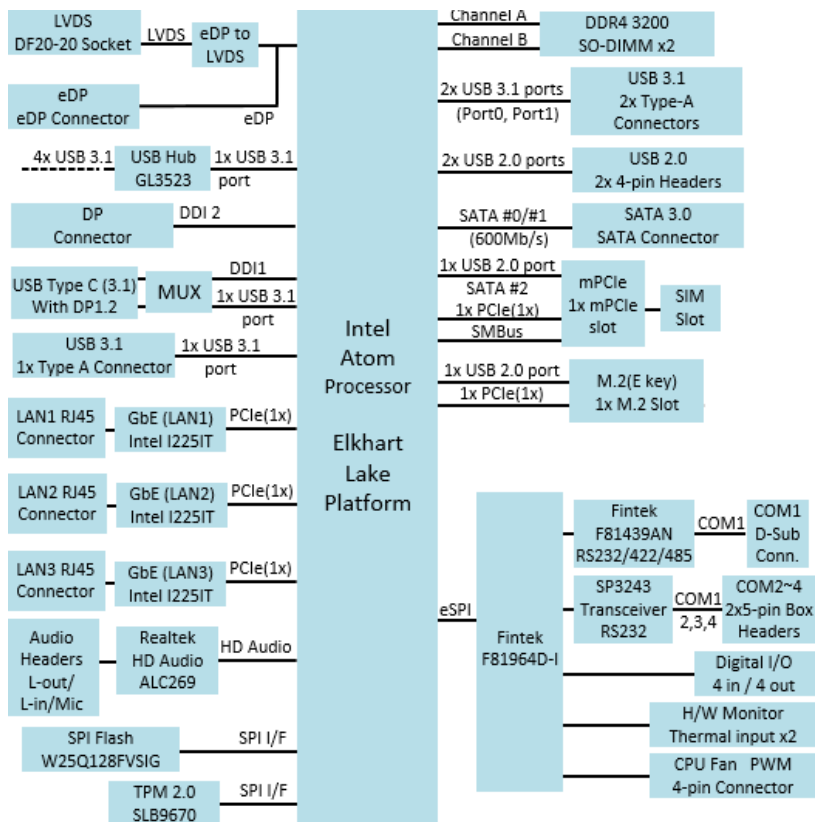 LVDS
DF20-20 Socket
LVDS
eDP to
LVDS
eDP
eDP Connector
eDP
4x USB 3.1
USB Hub
GL3523
1x USB 3.1
port
DP
Connector
DDI 2
USB Type C (3.1)
With DP1.2
MUX
DDI1
1x USB 3.1
port
USB 3.1
1x Type A Connector
1x USB 3.1
port
LAN1 RJ45
Connector
GbE (LAN1)
Intel I225IT
PCIe(1x)
LAN2 RJ45
Connector
GbE (LAN2)
Intel I225IT
PCIe(1x)
LAN3 RJ45
Connector
GbE (LAN3)
Intel I225IT
PCIe(1x)
Audio
Headers
L-out/
L-in/Mic
Realtek
HD Audio
ALC269
HD Audio
SPI Flash
W25Q128FVSIG
SPI I/F
TPM 2.0
SLB9670
SPI I/F
Intel
Atom
Processor
Elkhart
Lake
Platform
Channel A
Channel B
DDR4 3200
SO-DIMM x2
2x USB 3.1 ports
(Port0, Port1)
USB 3.1
2x Type-A
Connectors
2x USB 2.0 ports
USB 2.0
2x 4-pin Headers
SATA #0/#1
(600Mb/s)
SATA 3.0
SATA Connector
1x USB 2.0 port
SATA #2
1x PCIe(1x)
SMBus
mPCIe
1x mPCIe
slot
SIM
Slot
1x USB 2.0 port
1x PCIe(1x)
M.2(E key)
1x M.2 Slot
eSPI
Fintek
F81964D-I
Fintek
F81439AN
RS232/422/485
COM1
COM1
D-Sub
Conn.
SP3243
Transceiver
RS232
COM1
2,3,4
COM2~4
2x5-pin Box
Headers
Digital I/O
4 in / 4 out
H/W Monitor
Thermal input x2
CPU Fan PWM
4-pin Connector